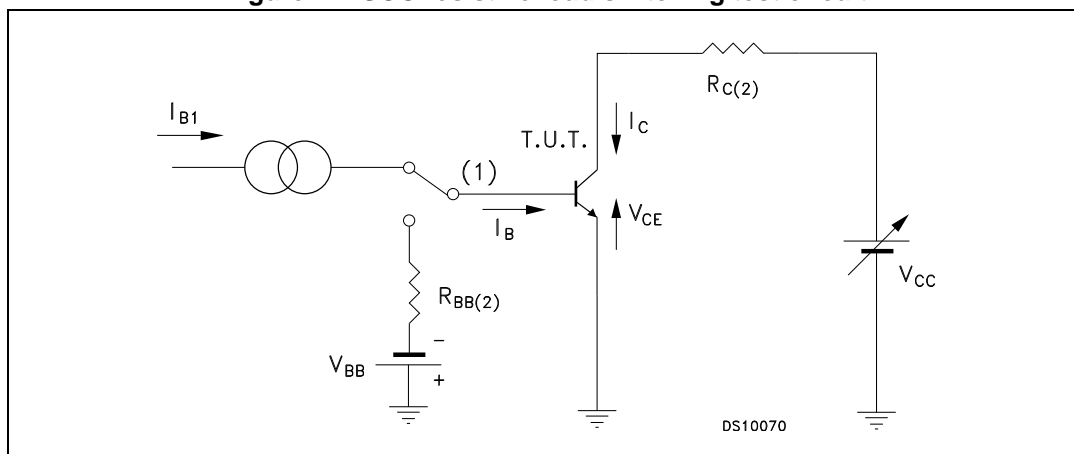 R_C(2)
I_B1
I_C
T.U.T.
(1)
V_CE
I_B
R_BB(2)
V_CC
−
V_BB
+
DS10070